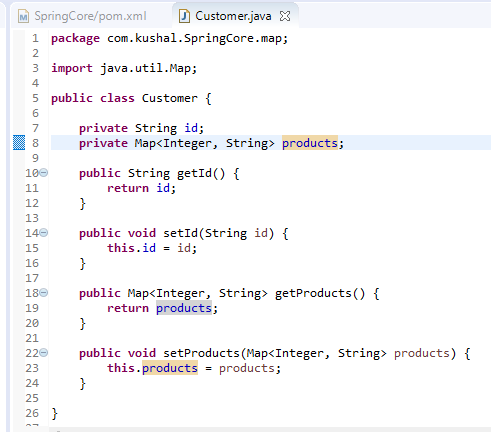 SpringCore/pom.xml
Customer.java
1 package com.kushal.SpringCore.map;
2
3 import java.util.Map;
4
5 public class Customer {
6
7     private String id;
8     private Map<Integer, String> products;
9
10     public String getId() {
11         return id;
12     }
13
14     public void setId(String id) {
15         this.id = id;
16     }
17
18     public Map<Integer, String> getProducts() {
19         return products;
20     }
21
22     public void setProducts(Map<Integer, String> products) {
23         this.products = products;
24     }
25
26 }